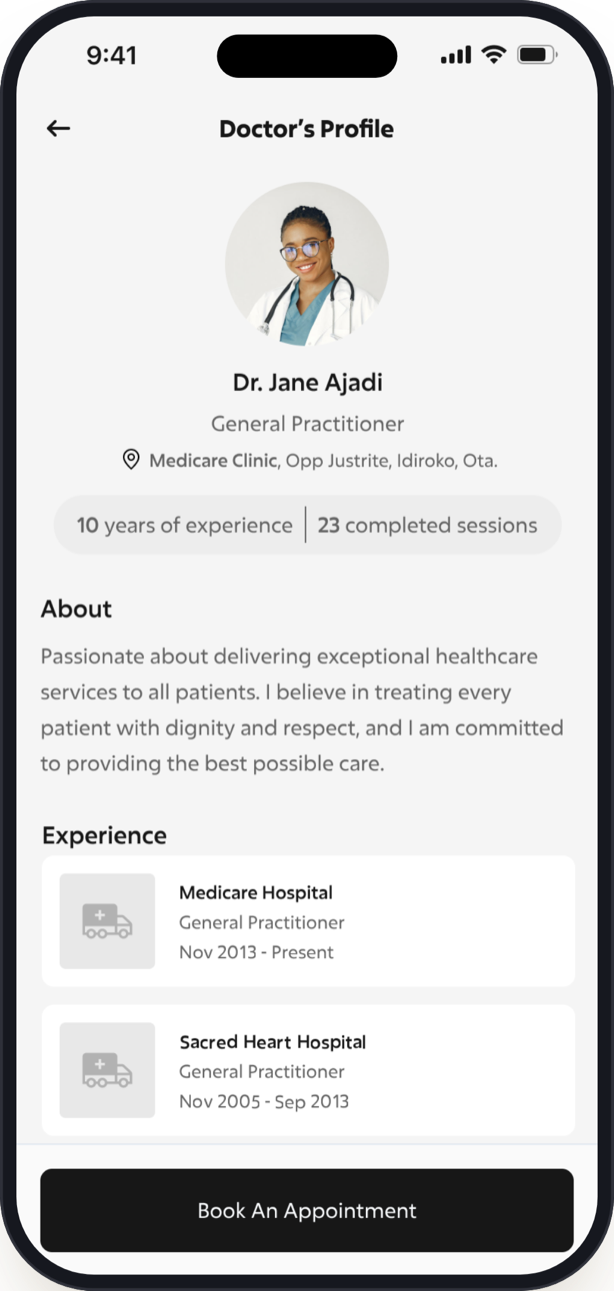 9:41
Doctor’s Profile
Dr. Jane Ajadi
General Practitioner
Medicare Clinic, Opp Justrite, Idiroko, Ota.
10 years of experience | 23 completed sessions
About
Passionate about delivering exceptional healthcare
services to all patients. I believe in treating every
patient with dignity and respect, and I am committed
to providing the best possible care.
Experience
Medicare Hospital
General Practitioner
Nov 2013 - Present
Sacred Heart Hospital
General Practitioner
Nov 2005 - Sep 2013
Book An Appointment